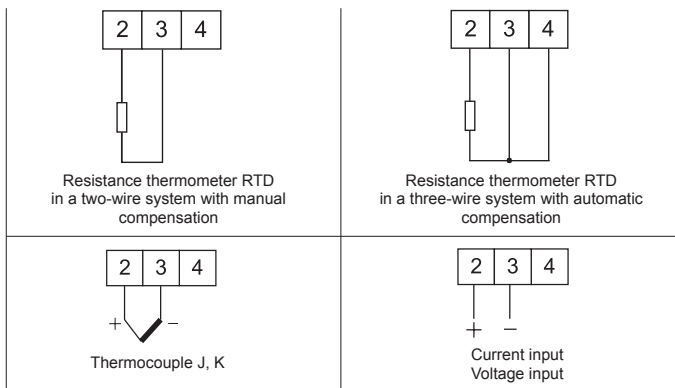 2 3 4
Resistance thermometer RTD
in a two-wire system with manual
compensation
2 3 4
Resistance thermometer RTD
in a three-wire system with automatic
compensation
2 3 4
+ −
Thermocouple J, K
2 3 4
+ −
Current input
Voltage input